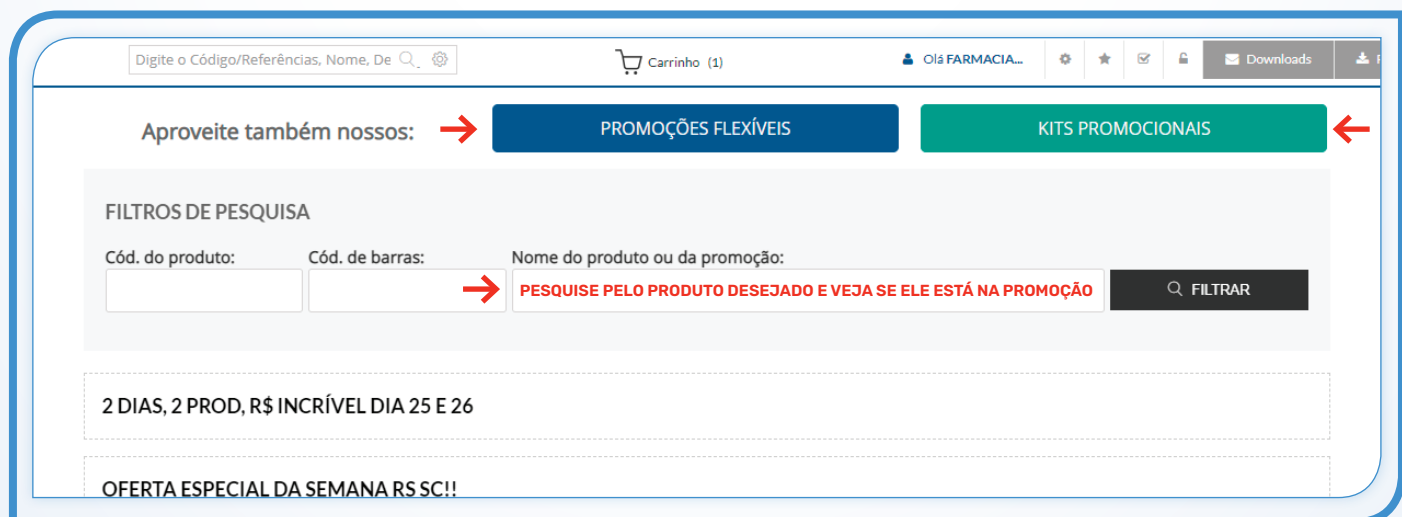 Digite o Código/Referências, Nome, De
Carrinho (1)
Olá FARMACIA...
Downloads
Aproveite também nossos:
PROMOÇÕES FLEXÍVEIS
KITS PROMOCIONAIS
FILTROS DE PESQUISA
Cód. do produto:
Cód. de barras:
Nome do produto ou da promoção:
PESQUISE PELO PRODUTO DESEJADO E VEJA SE ELE ESTÁ NA PROMOÇÃO
FILTRAR
2 DIAS, 2 PROD, R$ INCRÍVEL DIA 25 E 26
OFERTA ESPECIAL DA SEMANA RS SC!!